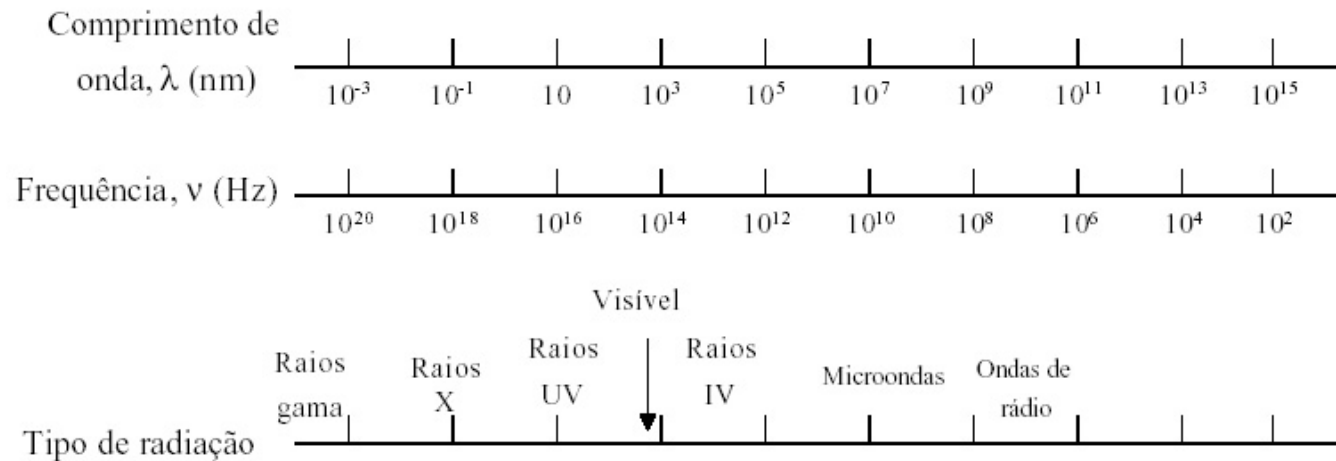 Comprimento de
onda, λ (nm)
10⁻³ 10⁻¹ 10 10³ 10⁵ 10⁷ 10⁹ 10¹¹ 10¹³ 10¹⁵
Frequência, ν (Hz)
10²⁰ 10¹⁸ 10¹⁶ 10¹⁴ 10¹² 10¹⁰ 10⁸ 10⁶ 10⁴ 10²
Visível
Raios gama
Raios X
Raios UV
Raios IV
Microondas
Ondas de rádio
Tipo de radiação